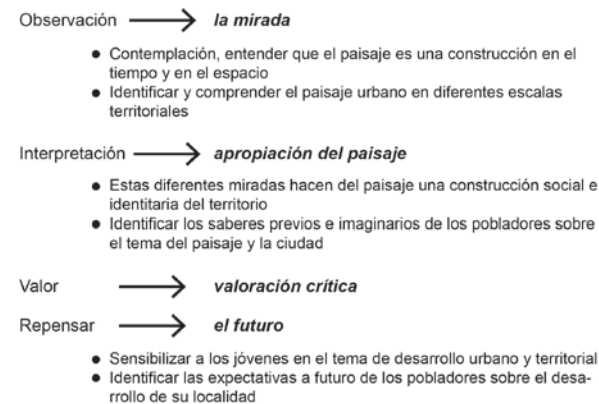 Observación la mirada
● Contemplación, entender que el paisaje es una construcción en el
tiempo y en el espacio
● Identificar y comprender el paisaje urbano en diferentes escalas
territoriales
Interpretación apropiación del paisaje
● Estas diferentes miradas hacen del paisaje una construcción social e
identitaria del territorio
● Identificar los saberes previos e imaginarios de los pobladores sobre
el tema del paisaje y la ciudad
Valor valoración crítica
Repensar el futuro
● Sensibilizar a los jóvenes en el tema de desarrollo urbano y territorial
● Identificar las expectativas a futuro de los pobladores sobre el desa-
rrollo de su localidad